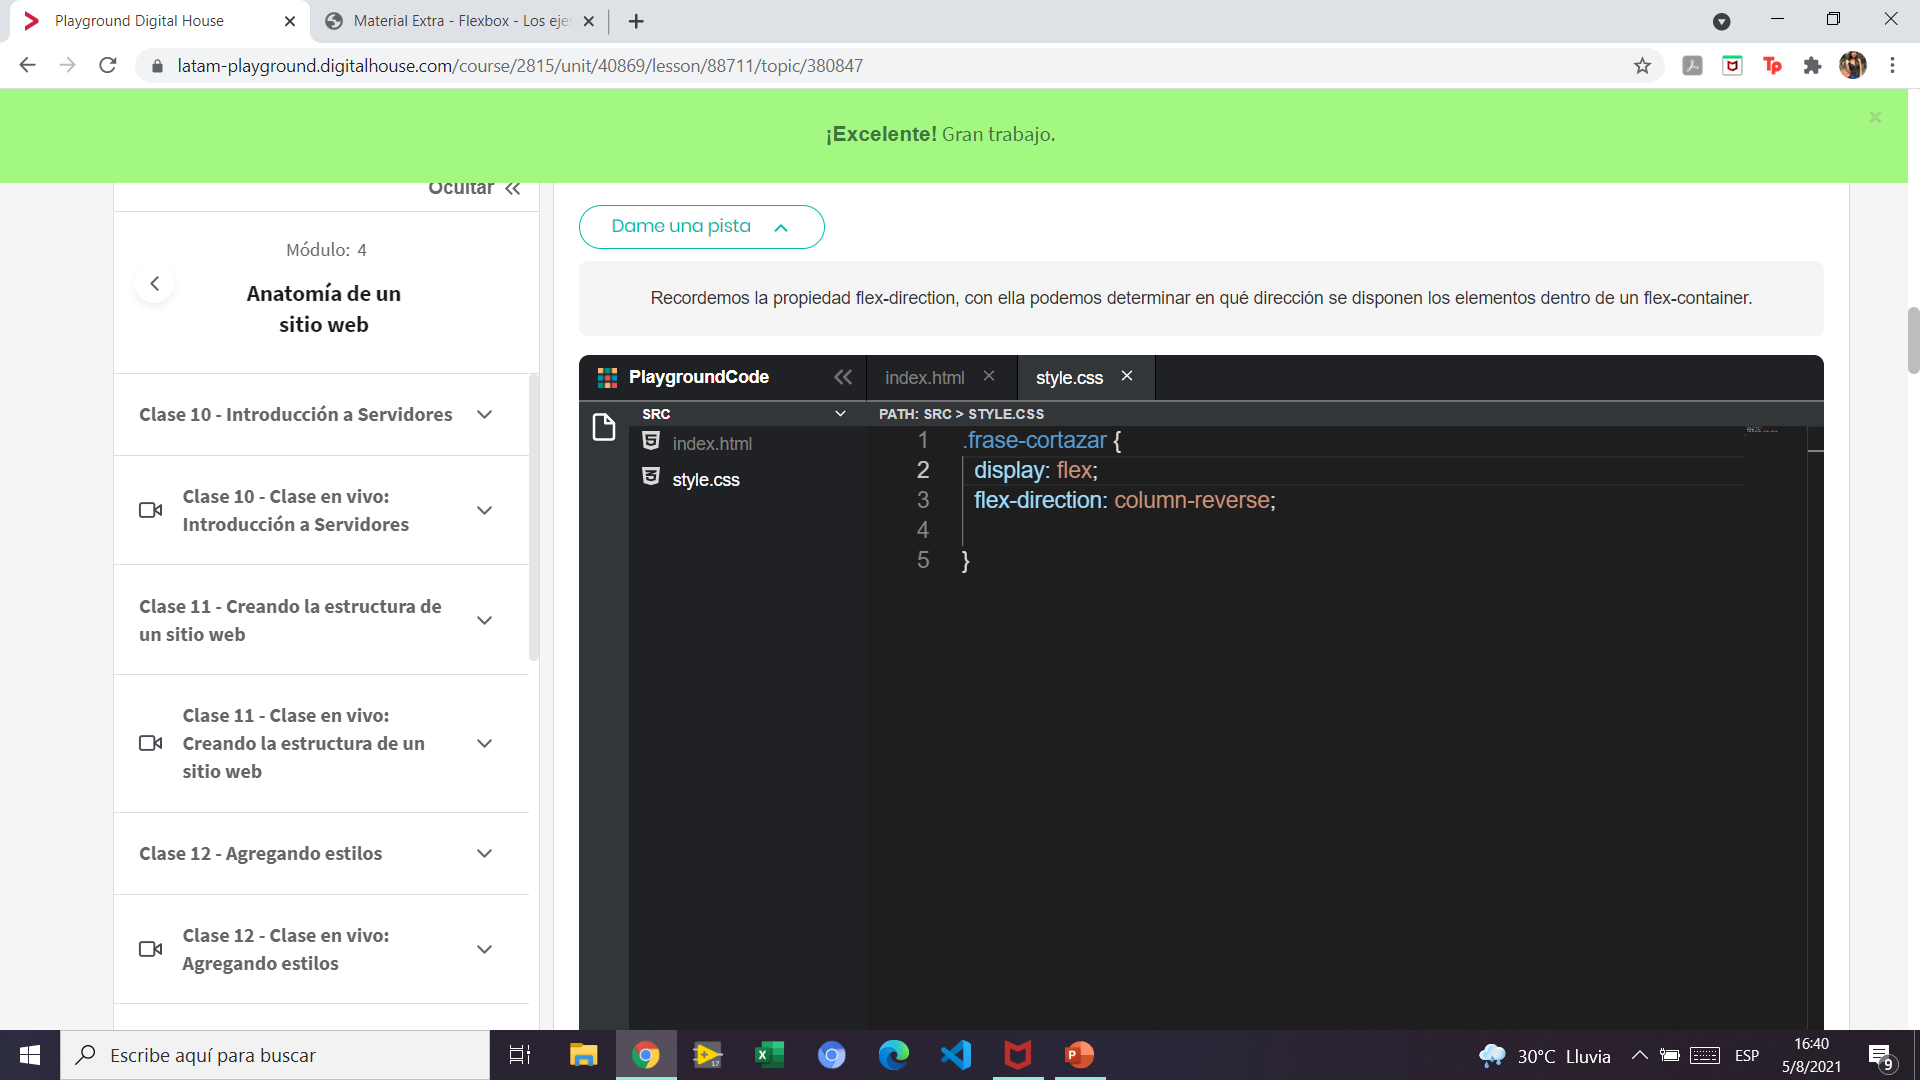 Playground Digital House
Material Extra - Flexbox - Los eje
latam-playground.digitalhouse.com/course/2815/unit/40869/lesson/88711/topic/380847
¡Excelente! Gran trabajo.
Ocultar
Módulo: 4
Anatomía de un
sitio web
Clase 10 - Introducción a Servidores
Clase 10 - Clase en vivo:
Introducción a Servidores
Clase 11 - Creando la estructura de
un sitio web
Clase 11 - Clase en vivo:
Creando la estructura de un
sitio web
Clase 12 - Agregando estilos
Clase 12 - Clase en vivo:
Agregando estilos
Dame una pista
Recordemos la propiedad flex-direction, con ella podemos determinar en qué dirección se disponen los elementos dentro de un flex-container.
PlaygroundCode
index.html
style.css
SRC
index.html
style.css
PATH: SRC > STYLE.CSS
1 .frase-cortazar {
2 display: flex;
3 flex-direction: column-reverse;
4
5 }
Escribe aquí para buscar
30°C Lluvia
ESP
16:40
5/8/2021
9